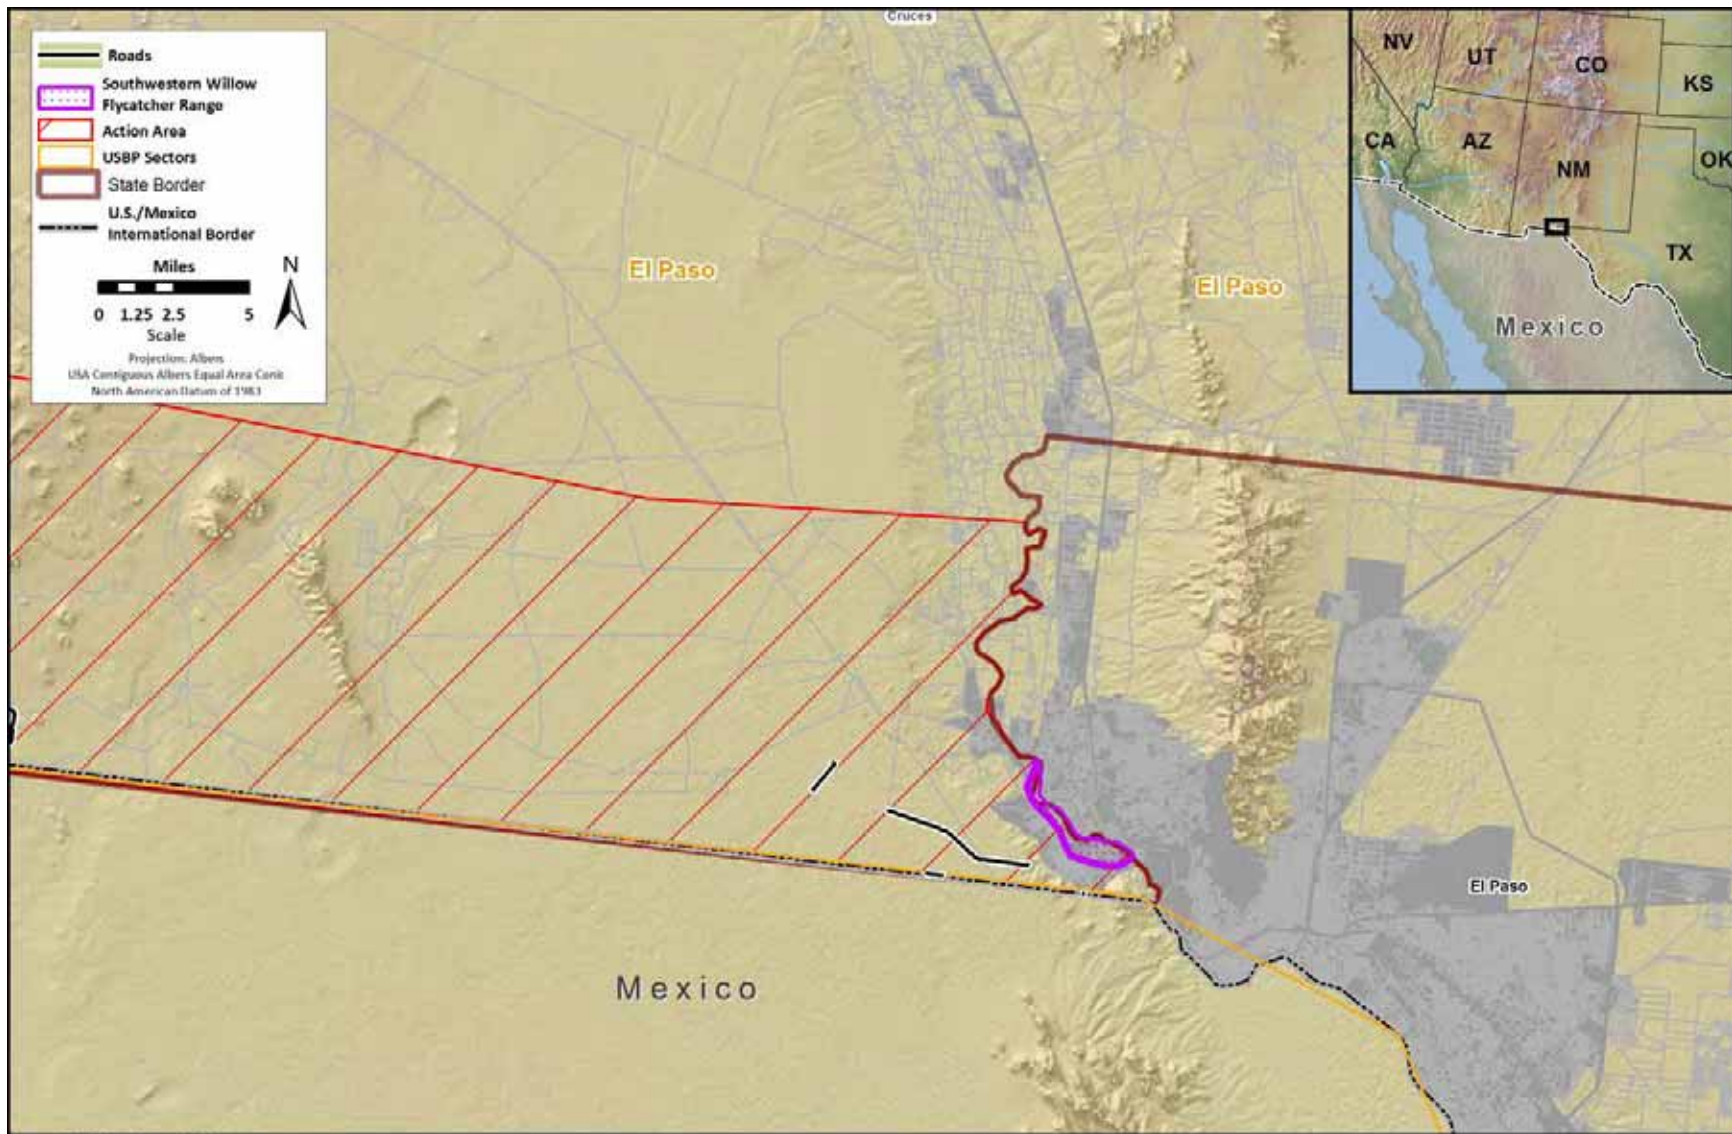 Cruces
Roads
Southwestern Willow
Flycatcher Range
Action Area
USBP Sectors
State Border
U.S./Mexico
International Border
Miles
N
0 1.25 2.5 5
Scale
Projection: Albers
USA Contiguous Albers Equal Area Conic
North American Datum of 1983
El Paso
El Paso
NV
UT
CO
KS
CA
AZ
NM
OK
TX
Mexico
El Paso
Mexico